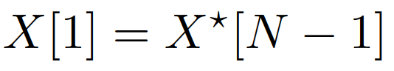 X[1] = X⋆[N − 1]